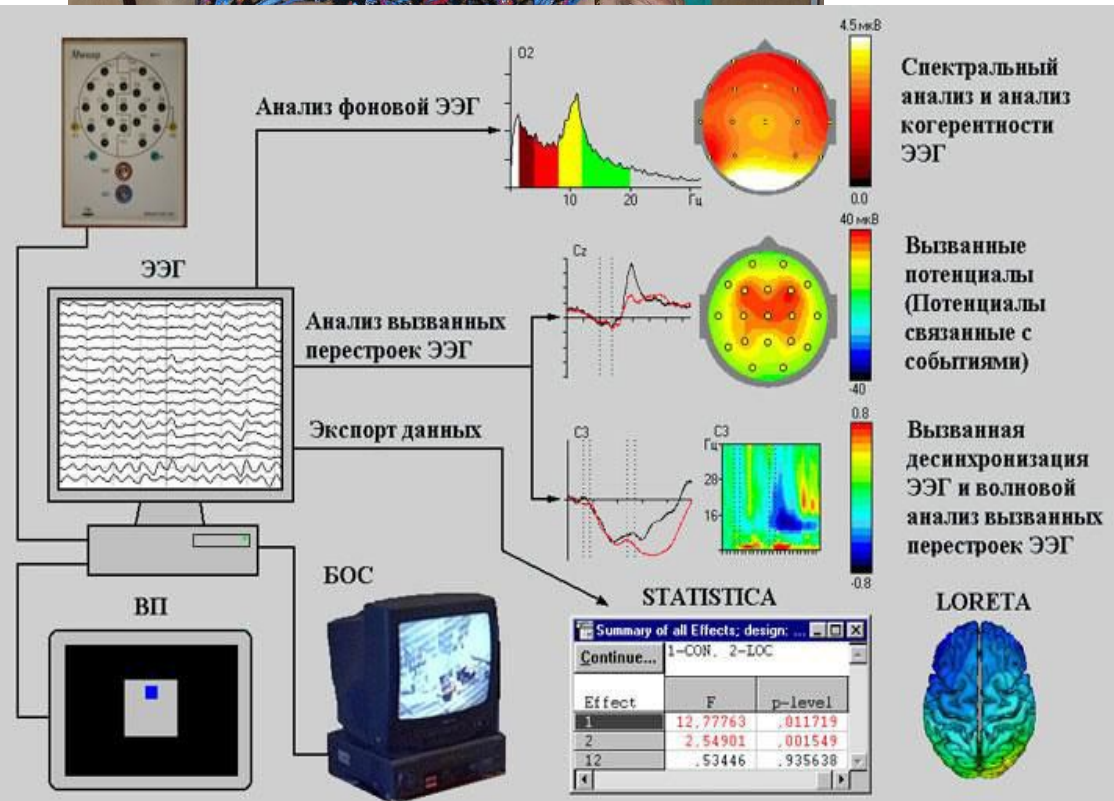 Мицар
O2
4.5 мкВ
Анализ фоновой ЭЭГ
10
20
Гц
0.0
Спектральный
анализ и анализ
когерентности
ЭЭГ
ЭЭГ
Анализ вызванных
перестроек ЭЭГ
Cz
40 мкВ
-40
Вызванные
потенциалы
(Потенциалы
связанные с
событиями)
Экспорт данных
C3
C3
Гц
28
16
0.8
-0.8
Вызванная
десинхронизация
ЭЭГ и волновой
анализ вызванных
перестроек ЭЭГ
ВП
БОС
STATISTICA
Summary of all Effects; design: ...
Continue...
1-CON, 2-LOC
Effect F p-level
1 12.77763 .011719
2 2.54901 .001549
12 .53446 .935638
LORETA